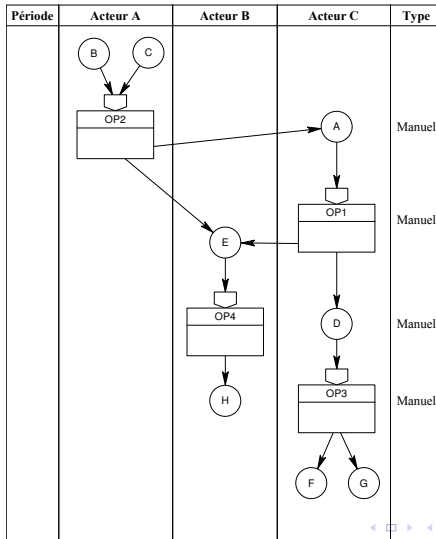 Période Acteur A Acteur B Acteur C Type
B C
OP2
A Manuel
OP1 Manuel
E
OP4 D Manuel
H OP3 Manuel
F G